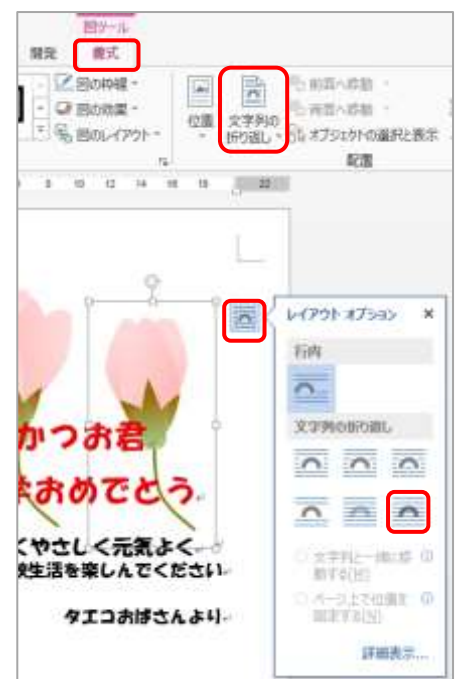 図ツール
開発 書式
図の枠線
図の効果
図のレイアウト
位置
文字列の
折り返し
前面へ移動
背面へ移動
オブジェクトの選択と表示
配置
8 10 12 14 16 18 22
レイアウト オプション ×
行内
文字列の折り返し
文字列と一緒に移
動する(M)
ページ上で位置を
固定する(N)
詳細表示...
かつお君
おめでとう
くやさしく元気よく
校生活を楽しんでください
タエコおばさんより